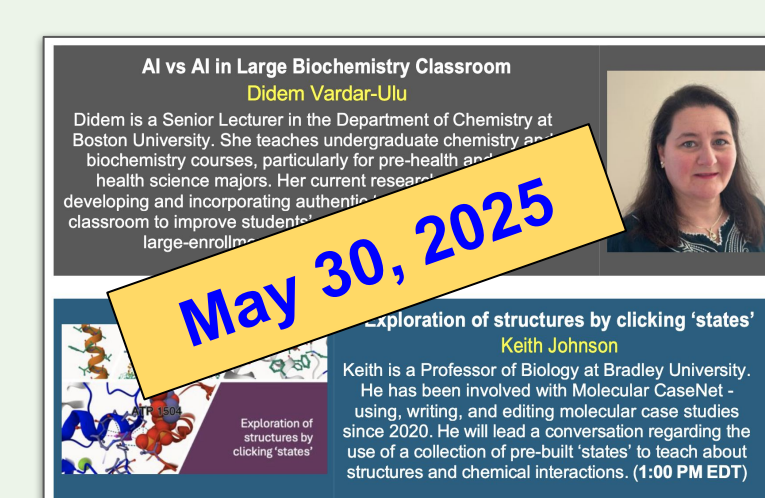 AI vs AI in Large Biochemistry Classroom
Didem Vardar-Ulu
Didem is a Senior Lecturer in the Department of Chemistry at
Boston University. She teaches undergraduate chemistry and
biochemistry courses, particularly for pre-health and
health science majors. Her current
developing and incorporating authentic
classroom to improve students'
May 30, 2025
Exploration of structures by clicking ‘states’
Keith Johnson
Keith is a Professor of Biology at Bradley University.
He has been involved with Molecular CaseNet -
using, writing, and editing molecular case studies
since 2020. He will lead a conversation regarding the
use of a collection of pre-built ‘states’ to teach about
structures and chemical interactions. (1:00 PM EDT)
ATR 1504
Exploration of
structures by
clicking ‘states’